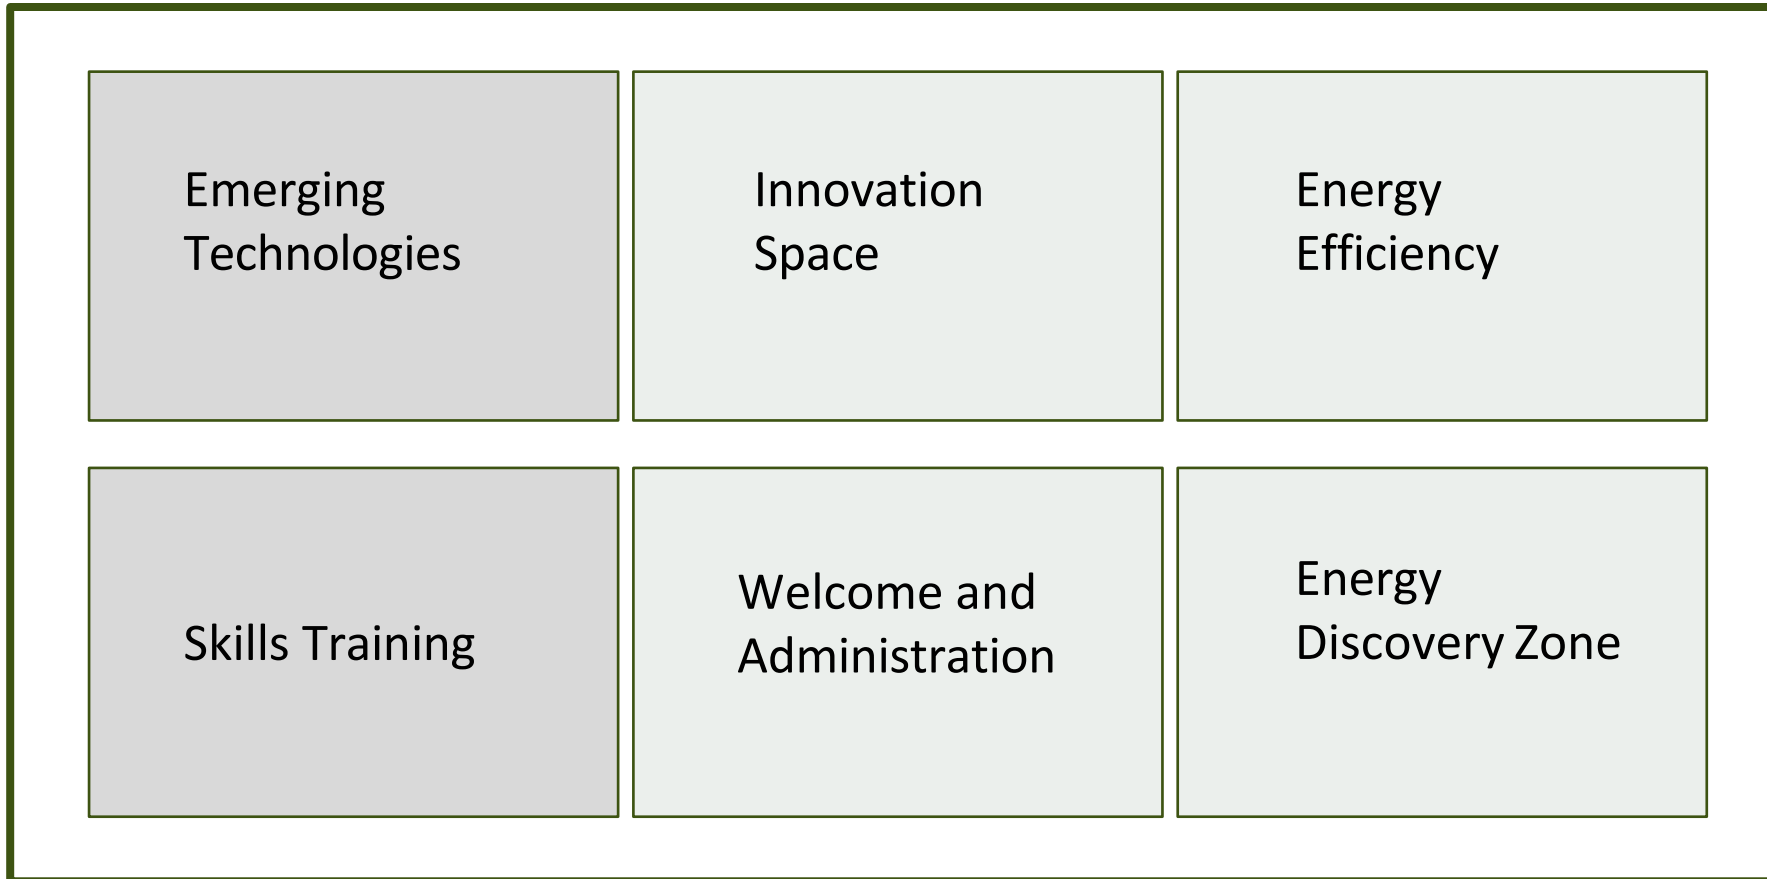 Emerging
Technologies
Innovation
Space
Energy
Efficiency
Skills Training
Welcome and
Administration
Energy
Discovery Zone